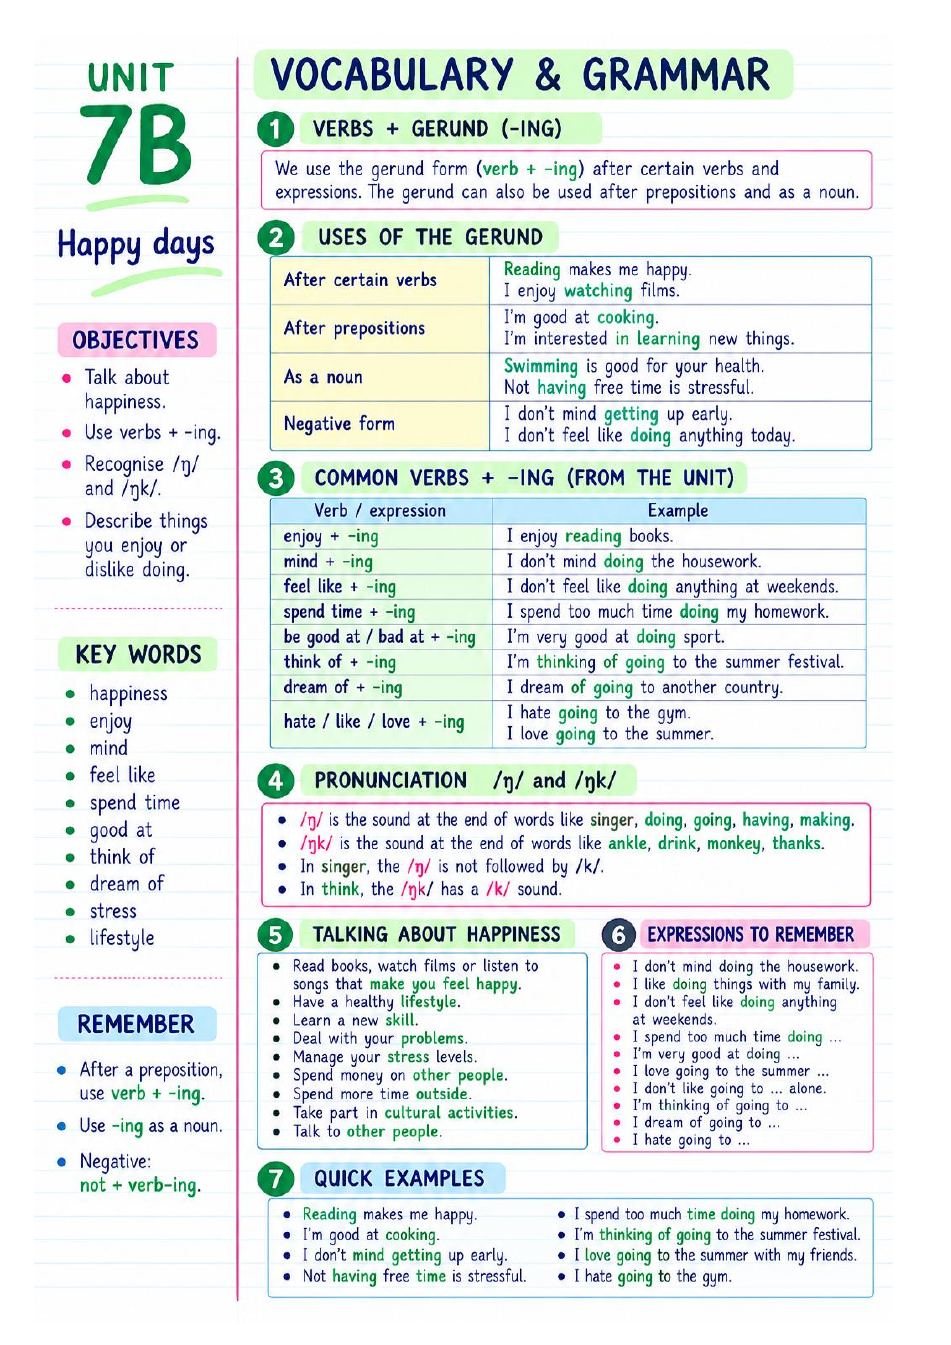 UNIT
7B
Happy days
OBJECTIVES
• Talk about
happiness.
• Use verbs + -ing.
• Recognise /ŋ/
and /ŋk/.
• Describe things
you enjoy or
dislike doing.
KEY WORDS
• happiness
• enjoy
• mind
• feel like
• spend time
• good at
• think of
• dream of
• stress
• lifestyle
REMEMBER
• After a preposition,
use verb + -ing.
• Use -ing as a noun.
• Negative:
not + verb-ing.
VOCABULARY & GRAMMAR
1 VERBS + GERUND (-ING)
We use the gerund form (verb + -ing) after certain verbs and
expressions. The gerund can also be used after prepositions and as a noun.
2 USES OF THE GERUND
After certain verbs
Reading makes me happy.
I enjoy watching films.
After prepositions
I'm good at cooking.
I'm interested in learning new things.
As a noun
Swimming is good for your health.
Not having free time is stressful.
Negative form
I don't mind getting up early.
I don't feel like doing anything today.
3 COMMON VERBS + -ING (FROM THE UNIT)
Verb / expression Example
enjoy + -ing I enjoy reading books.
mind + -ing I don't mind doing the housework.
feel like + -ing I don't feel like doing anything at weekends.
spend time + -ing I spend too much time doing my homework.
be good at / bad at + -ing I'm very good at doing sport.
think of + -ing I'm thinking of going to the summer festival.
dream of + -ing I dream of going to another country.
hate / like / love + -ing
I hate going to the gym.
I love going to the summer.
4 PRONUNCIATION /ŋ/ and /ŋk/
• /ŋ/ is the sound at the end of words like singer, doing, going, having, making.
• /ŋk/ is the sound at the end of words like ankle, drink, monkey, thanks.
• In singer, the /ŋ/ is not followed by /k/.
• In think, the /ŋk/ has a /k/ sound.
5 TALKING ABOUT HAPPINESS
• Read books, watch films or listen to
songs that make you feel happy.
• Have a healthy lifestyle.
• Learn a new skill.
• Deal with your problems.
• Manage your stress levels.
• Spend money on other people.
• Spend more time outside.
• Take part in cultural activities.
• Talk to other people.
6 EXPRESSIONS TO REMEMBER
• I don't mind doing the housework.
• I like doing things with my family.
• I don't feel like doing anything
at weekends.
• I spend too much time doing ...
• I'm very good at doing ...
• I love going to the summer ...
• I don't like going to ... alone.
• I'm thinking of going to ...
• I dream of going to ...
• I hate going to ...
7 QUICK EXAMPLES
• Reading makes me happy.
• I'm good at cooking.
• I don't mind getting up early.
• Not having free time is stressful.
• I spend too much time doing my homework.
• I'm thinking of going to the summer festival.
• I love going to the summer with my friends.
• I hate going to the gym.